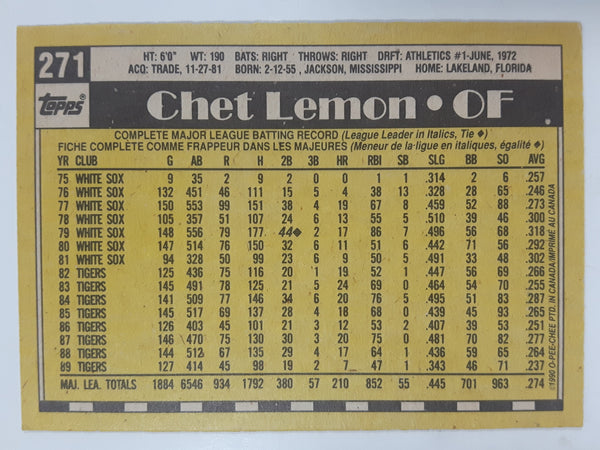 271
HT: 6'0" WT: 190 BATS: RIGHT THROWS: RIGHT DRFT: ATHLETICS #1-JUNE, 1972
ACQ: TRADE, 11-27-81 BORN: 2-12-55, JACKSON, MISSISSIPPI HOME: LAKELAND, FLORIDA
Topps ®
Chet Lemon • OF
COMPLETE MAJOR LEAGUE BATTING RECORD (League Leader in Italics, Tie ◆)
FICHE COMPLÈTE COMME FRAPPEUR DANS LES MAJEURES (Meneur de la ligue en italiques, égalité ◆)
YR CLUB G AB R H 2B 3B HR RBI SB SLG BB SO AVG
75 WHITE SOX 9 35 2 9 2 0 0 1 1 .314 2 6 .257
76 WHITE SOX 132 451 46 111 15 5 4 38 13 .328 28 65 .246
77 WHITE SOX 150 553 99 151 38 4 19 67 8 .459 52 88 .273
78 WHITE SOX 105 357 51 107 24 6 13 55 5 .510 39 46 .300
79 WHITE SOX 148 556 79 177 44◆ 2 17 86 7 .496 56 68 .318
80 WHITE SOX 147 514 76 150 32 6 11 51 6 .442 71 56 .292
81 WHITE SOX 94 328 50 99 23 6 9 50 5 .491 33 48 .302
82 TIGERS 125 436 75 116 20 1 19 52 1 .447 56 69 .266
83 TIGERS 145 491 78 125 21 5 24 69 0 .464 54 70 .255
84 TIGERS 141 509 77 146 34 6 20 76 5 .495 51 83 .287
85 TIGERS 145 517 69 137 28 4 18 68 0 .439 45 93 .265
86 TIGERS 126 403 45 101 21 3 12 53 2 .407 39 53 .251
87 TIGERS 146 470 75 130 30 3 20 75 0 .481 70 82 .277
88 TIGERS 144 512 67 135 29 4 17 64 1 .436 59 65 .264
89 TIGERS 127 414 45 98 19 2 7 47 1 .343 46 71 .237
MAJ. LEA. TOTALS 1884 6546 934 1792 380 57 210 852 55 .445 701 963 .274
©1990 O-PEE-CHEE PTD. IN CANADA/IMPRIMÉ AU CANADA